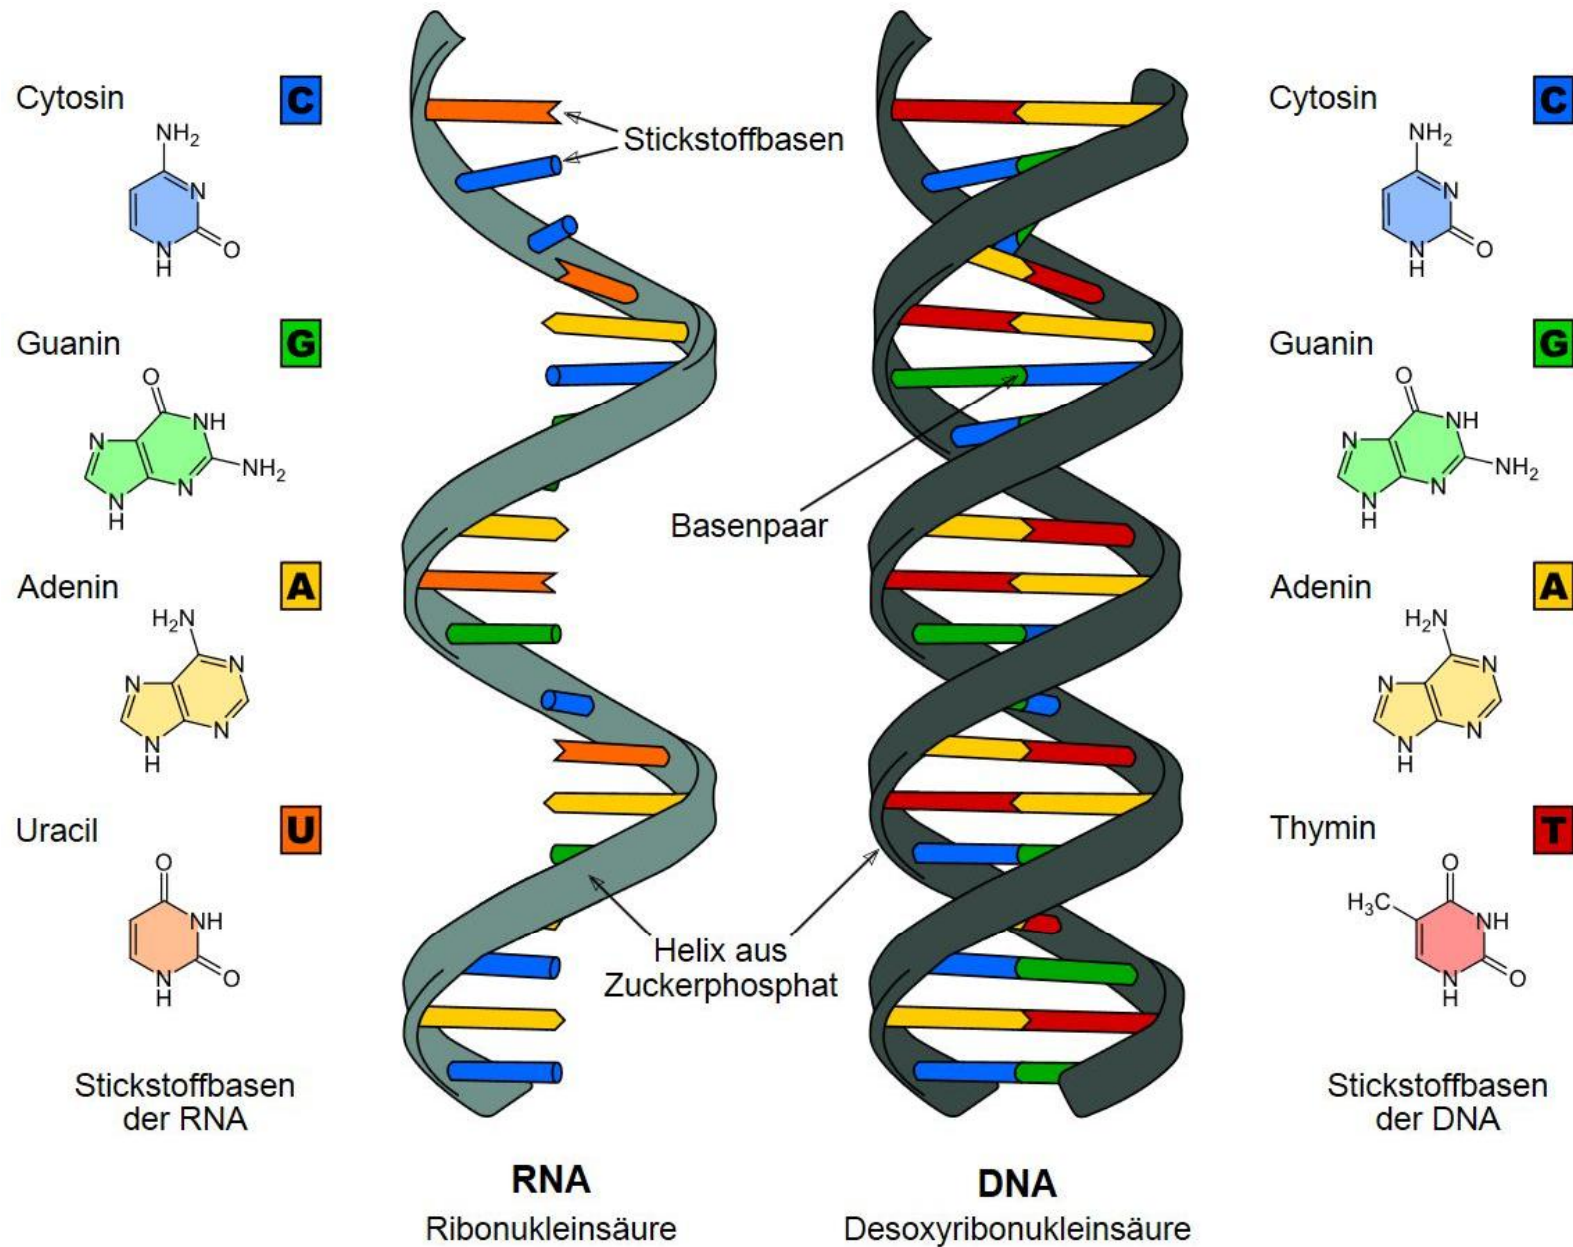 Cytosin
C
NH2
N
N
H
O
Guanin
G
O
N
NH
N
H
N
NH2
Adenin
A
H2N
N
N
N
H
N
Uracil
U
O
NH
N
H
O
Stickstoffbasen
der RNA
Stickstoffbasen
Basenpaar
Helix aus
Zuckerphosphat
RNA
Ribonukleinsäure
DNA
Desoxyribonukleinsäure
Cytosin
C
NH2
N
N
H
O
Guanin
G
O
N
NH
N
H
N
NH2
Adenin
A
H2N
N
N
N
H
N
Thymin
T
O
H3C
NH
N
H
O
Stickstoffbasen
der DNA